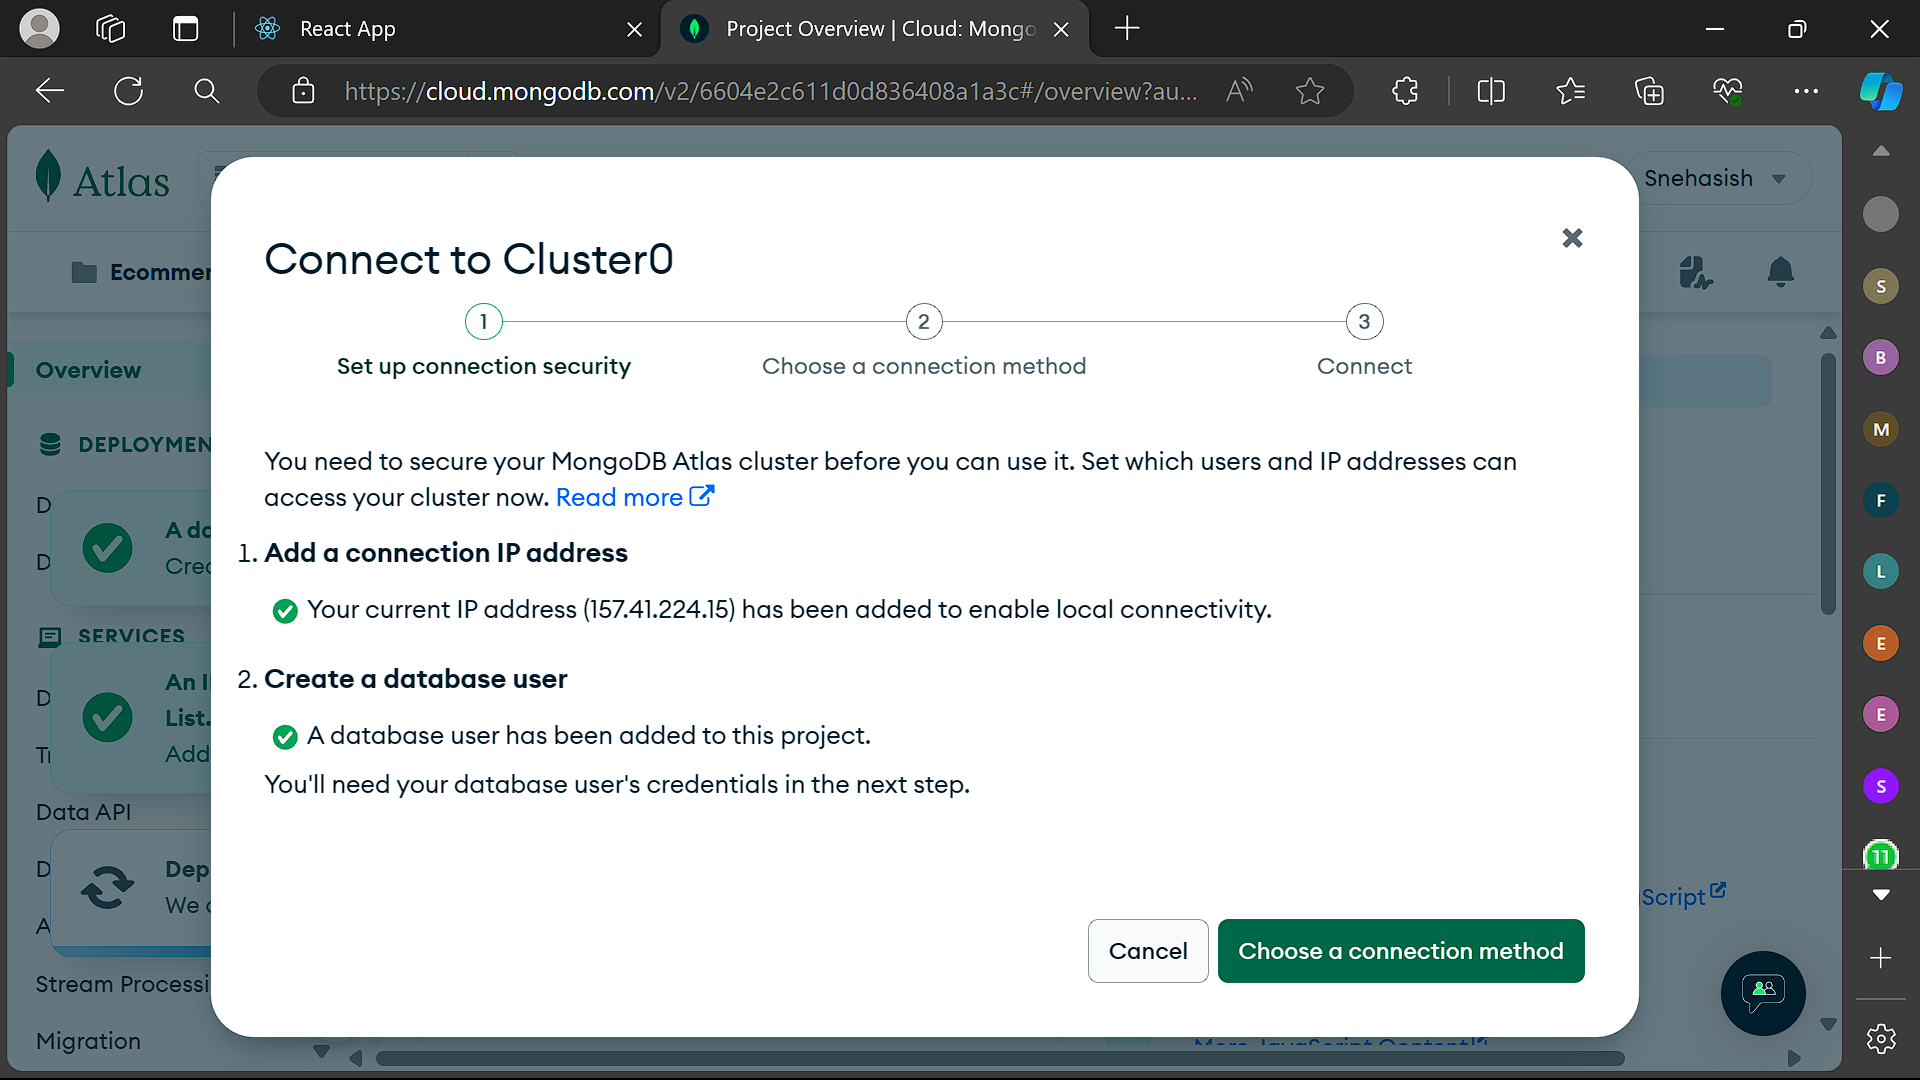 React App
Project Overview | Cloud: Mongo
https://cloud.mongodb.com/v2/6604e2c611d0d836408a1a3c#/overview?au...
Atlas
Snehasish
Ecommer
Connect to Cluster0
1
2
3
Set up connection security
Choose a connection method
Connect
Overview
DEPLOYMEN
You need to secure your MongoDB Atlas cluster before you can use it. Set which users and IP addresses can
access your cluster now. Read more
D
A da
Crea
D
1. Add a connection IP address
Your current IP address (157.41.224.15) has been added to enable local connectivity.
SERVICES
2. Create a database user
An I
List.
Add
D
Tr
A database user has been added to this project.
You'll need your database user's credentials in the next step.
Data API
D
Dep
We c
A
Script
Cancel
Choose a connection method
Stream Processi
Migration
More JavaScript Content
S
B
M
F
L
E
E
S
11